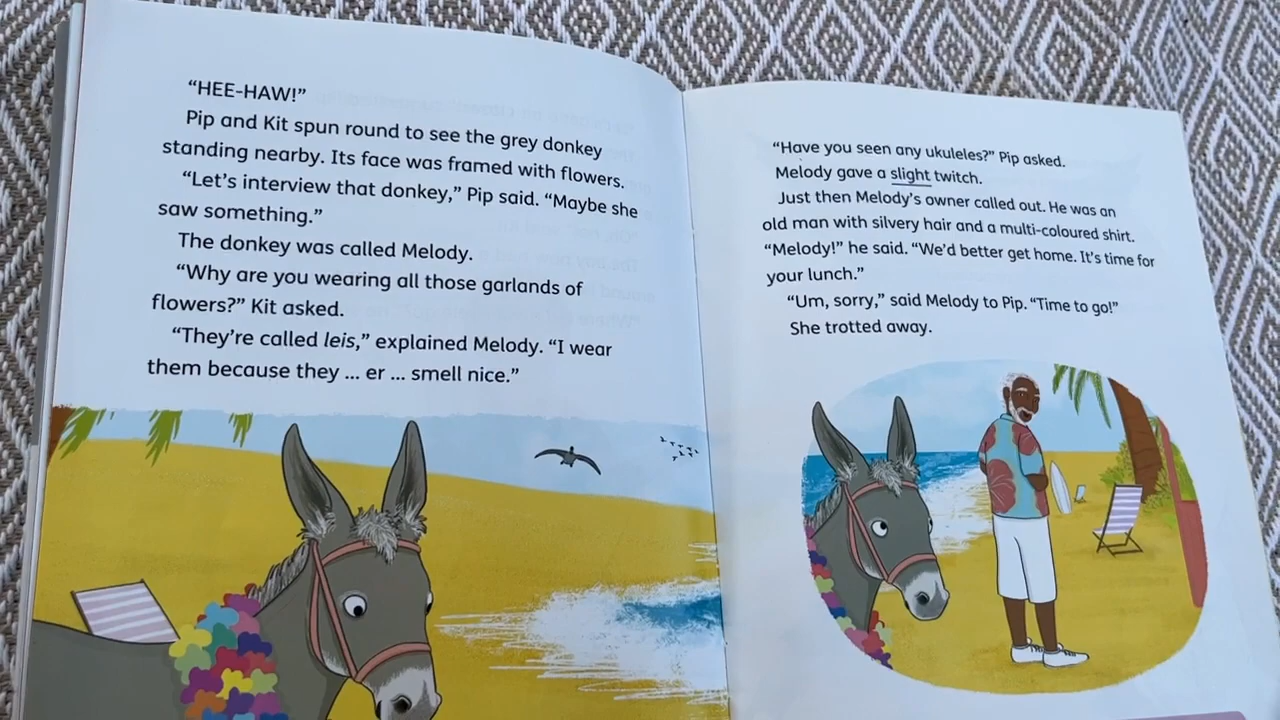 “HEE-HAW!”
Pip and Kit spun round to see the grey donkey
standing nearby. Its face was framed with flowers.
“Let’s interview that donkey,” Pip said. “Maybe she
saw something.”
The donkey was called Melody.
“Why are you wearing all those garlands of
flowers?” Kit asked.
“They’re called leis,” explained Melody. “I wear
them because they ... er ... smell nice.”
“Have you seen any ukuleles?” Pip asked.
Melody gave a slight twitch.
Just then Melody’s owner called out. He was an
old man with silvery hair and a multi-coloured shirt.
“Melody!” he said. “We’d better get home. It’s time for
your lunch.”
“Um, sorry,” said Melody to Pip. “Time to go!”
She trotted away.